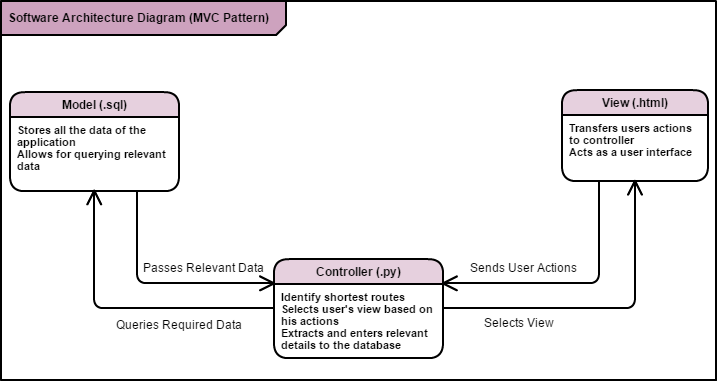 Software Architecture Diagram (MVC Pattern)
Model (.sql)
Stores all the data of the
application
Allows for querying relevant
data
View (.html)
Transfers users actions
to controller
Acts as a user interface
Passes Relevant Data
Sends User Actions
Controller (.py)
Identify shortest routes
Selects user's view based on
his actions
Extracts and enters relevant
details to the database
Queries Required Data
Selects View